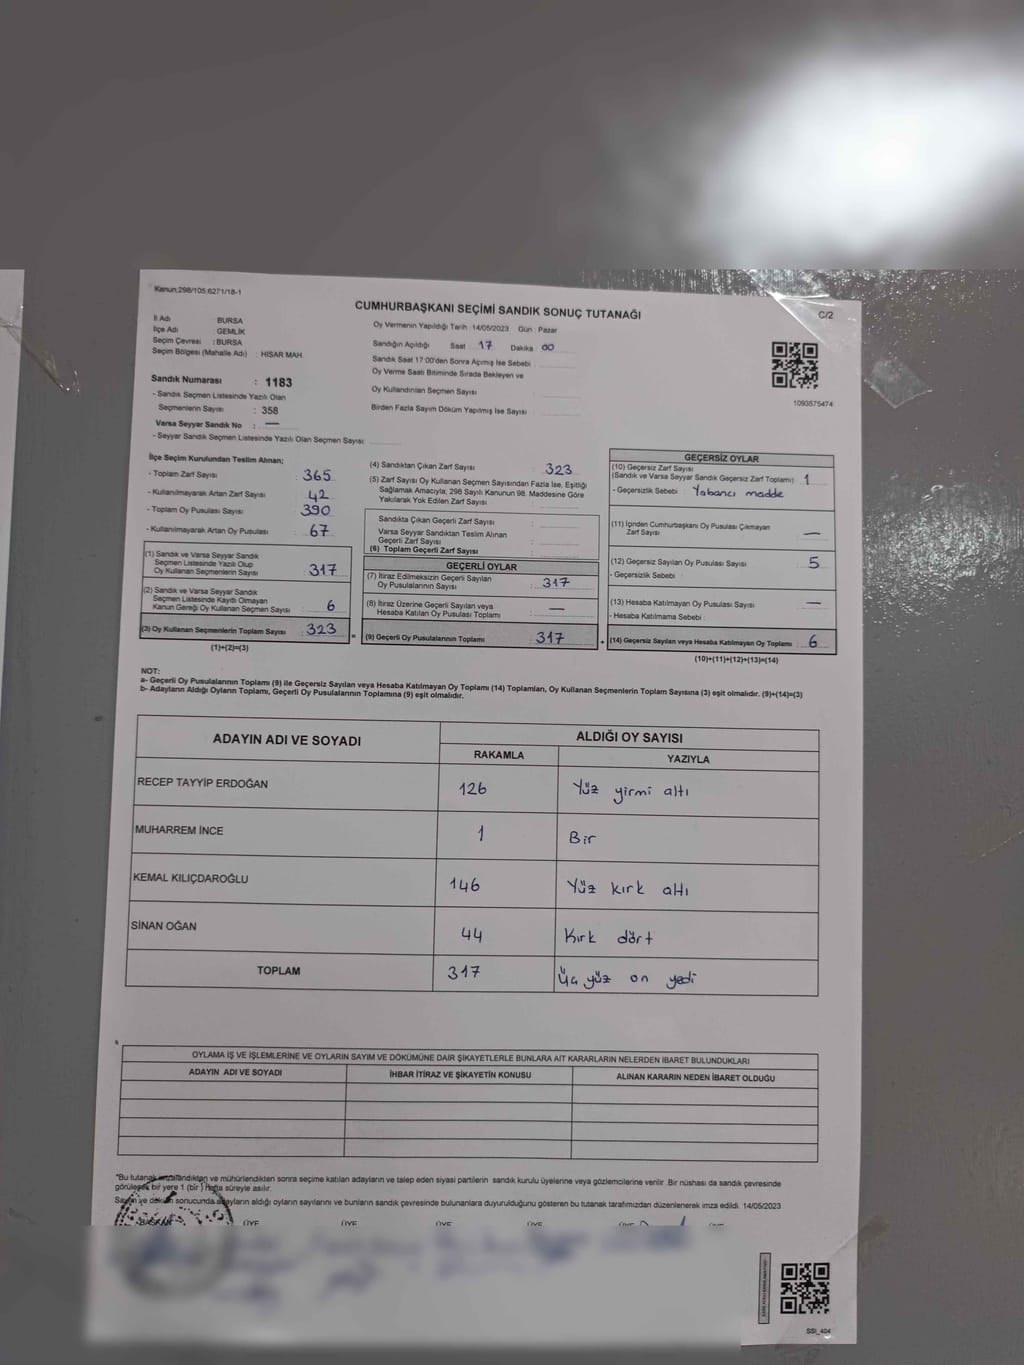 Kanun:298/105;6271/18-1
CUMHURBAŞKANI SEÇİMİ SANDIK SONUÇ TUTANAĞI
C/2
İl Adı BURSA
İlçe Adı GEMLİK
Seçim Çevresi : BURSA
Seçim Bölgesi (Mahalle Adı) : HİSAR MAH.
Oy Vermenin Yapıldığı Tarih :14/05/2023 Gün : Pazar
Sandığın Açıldığı Saat : 17 Dakika : 00
Sandık Saat 17:00'den Sonra Açımış İse Sebebi :
Oy Verme Saati Bitiminde Sırada Bekleyen ve
Oy Kullandırılan Seçmen Sayısı :
Birden Fazla Sayım Döküm Yapılmış İse Sayısı :
1093575474
Sandık Numarası : 1183
- Sandık Seçmen Listesinde Yazılı Olan
Seçmenlerin Sayısı : 358
Varsa Seyyar Sandık No : —
- Seyyar Sandık Seçmen Listesinde Yazılı Olan Seçmen Sayısı :
İlçe Seçim Kurulundan Teslim Alınan;
- Toplam Zarf Sayısı : 365
- Kullanılmayarak Artan Zarf Sayısı : 42
- Toplam Oy Pusulası Sayısı : 390
- Kullanılmayarak Artan Oy Pusulası : 67
(1) Sandık ve Varsa Seyyar Sandık
Seçmen Listesinde Yazılı Olup
Oy Kullanan Seçmenlerin Sayısı : 317
(2) Sandık ve Varsa Seyyar Sandık
Seçmen Listesinde Kayıtlı Olmayan
Kanun Gereği Oy Kullanan Seçmen Sayısı : 6
(3) Oy Kullanan Seçmenlerin Toplam Sayısı : 323
(1)+(2)=(3)
(4) Sandıktan Çıkan Zarf Sayısı : 323
(5) Zarf Sayısı Oy Kullanan Seçmen Sayısından Fazla İse, Eşitliği
Sağlamak Amacıyla; 298 Sayılı Kanunun 98. Maddesine Göre
Yakılarak Yok Edilen Zarf Sayısı :
Sandıkta Çıkan Geçerli Zarf Sayısı :
Varsa Seyyar Sandıktan Teslim Alınan
Geçerli Zarf Sayısı :
(6) Toplam Geçerli Zarf Sayısı :
GEÇERLİ OYLAR
(7) İtiraz Edilmeksizin Geçerli Sayılan
Oy Pusulalarının Sayısı : 317
(8) İtiraz Üzerine Geçerli Sayılan veya
Hesaba Katılan Oy Pusulası Toplamı : —
= (9) Geçerli Oy Pusulalarının Toplamı : 317
GEÇERSİZ OYLAR
(10) Geçersiz Zarf Sayısı
(Sandık ve Varsa Seyyar Sandık Geçersiz Zarf Toplamı) : 1
- Geçersizlik Sebebi : Yabancı madde
(11) İçinden Cumhurbaşkanı Oy Pusulası Çıkmayan
Zarf Sayısı : —
(12) Geçersiz Sayılan Oy Pusulası Sayısı : 5
- Geçersizlik Sebebi :
(13) Hesaba Katılmayan Oy Pusulası Sayısı : —
- Hesaba Katılmama Sebebi :
+ (14) Geçersiz Sayılan veya Hesaba Katılmayan Oy Toplamı : 6
(10)+(11)+(12)+(13)=(14)
NOT:
a- Geçerli Oy Pusulalarının Toplamı (9) ile Geçersiz Sayılan veya Hesaba Katılmayan Oy Toplamı (14) Toplamları, Oy Kullanan Seçmenlerin Toplam Sayısına (3) eşit olmalıdır. (9)+(14)=(3)
b- Adayların Aldığı Oyların Toplamı, Geçerli Oy Pusulalarının Toplamına (9) eşit olmalıdır.
ADAYIN ADI VE SOYADI ALDIĞI OY SAYISI
RAKAMLA YAZIYLA
RECEP TAYYİP ERDOĞAN 126 Yüz yirmi altı
MUHARREM İNCE 1 Bir
KEMAL KILIÇDAROĞLU 146 Yüz kırk altı
SİNAN OĞAN 44 Kırk dört
TOPLAM 317 Üç yüz on yedi
OYLAMA İŞ VE İŞLEMLERİNE VE OYLARIN SAYIM VE DÖKÜMÜNE DAİR ŞİKAYETLERLE BUNLARA AİT KARARLARIN NELERDEN İBARET BULUNDUKLARI
ADAYIN ADI VE SOYADI İHBAR İTİRAZ VE ŞİKAYETİN KONUSU ALINAN KARARIN NEDEN İBARET OLDUĞU
*Bu tutanak imzalandıktan ve mühürlendikten sonra seçime katılan adayların ve talep eden siyasi partilerin sandık kurulu üyelerine veya gözlemcilerine verilir. Bir nüshası da sandık çevresinde
görülecek bir yere 1 (bir ) hafta süreyle asılır.
Sayım ve döküm sonucunda adayların aldığı oyların sayılarını ve bunların sandık çevresinde bulunanlara duyurulduğunu gösteren bu tutanak tarafımızdan düzenlenerek imza edildi. 14/05/2023
BAŞKAN ÜYE ÜYE ÜYE ÜYE ÜYE ÜYE
SSI_404